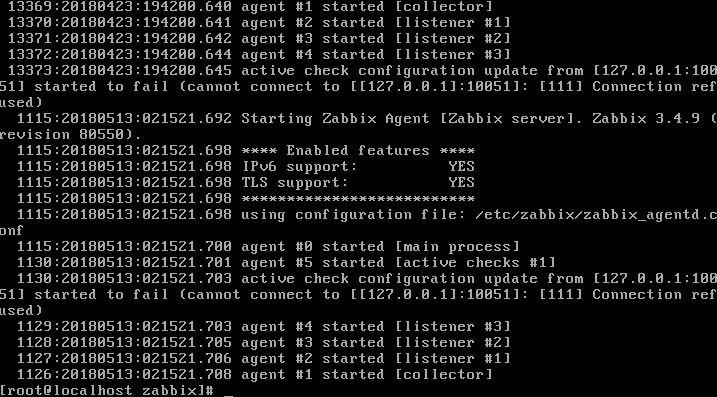 13369:20180423:194200.640 agent #1 started [collector]
13370:20180423:194200.641 agent #2 started [listener #1]
13371:20180423:194200.642 agent #3 started [listener #2]
13372:20180423:194200.644 agent #4 started [listener #3]
13373:20180423:194200.645 active check configuration update from [127.0.0.1:100
51] started to fail (cannot connect to [[127.0.0.1]:10051]: [111] Connection ref
used)
1115:20180513:021521.692 Starting Zabbix Agent [Zabbix server]. Zabbix 3.4.9 (
revision 80550).
1115:20180513:021521.698 **** Enabled features ****
1115:20180513:021521.698 IPv6 support:          YES
1115:20180513:021521.698 TLS support:           YES
1115:20180513:021521.698 **************************
1115:20180513:021521.698 using configuration file: /etc/zabbix/zabbix_agentd.c
onf
1115:20180513:021521.700 agent #0 started [main process]
1130:20180513:021521.701 agent #5 started [active checks #1]
1130:20180513:021521.703 active check configuration update from [127.0.0.1:100
51] started to fail (cannot connect to [[127.0.0.1]:10051]: [111] Connection ref
used)
1129:20180513:021521.703 agent #4 started [listener #3]
1128:20180513:021521.705 agent #3 started [listener #2]
1127:20180513:021521.706 agent #2 started [listener #1]
1126:20180513:021521.708 agent #1 started [collector]
[root@localhost zabbix]# _